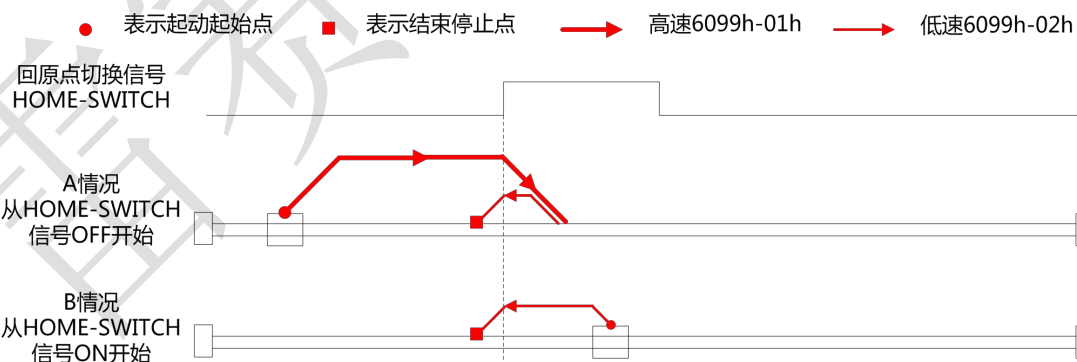 表示起动起始点 表示结束停止点 高速6099h-01h 低速6099h-02h
回原点切换信号
HOME-SWITCH
A情况
从HOME-SWITCH
信号OFF开始
B情况
从HOME-SWITCH
信号ON开始